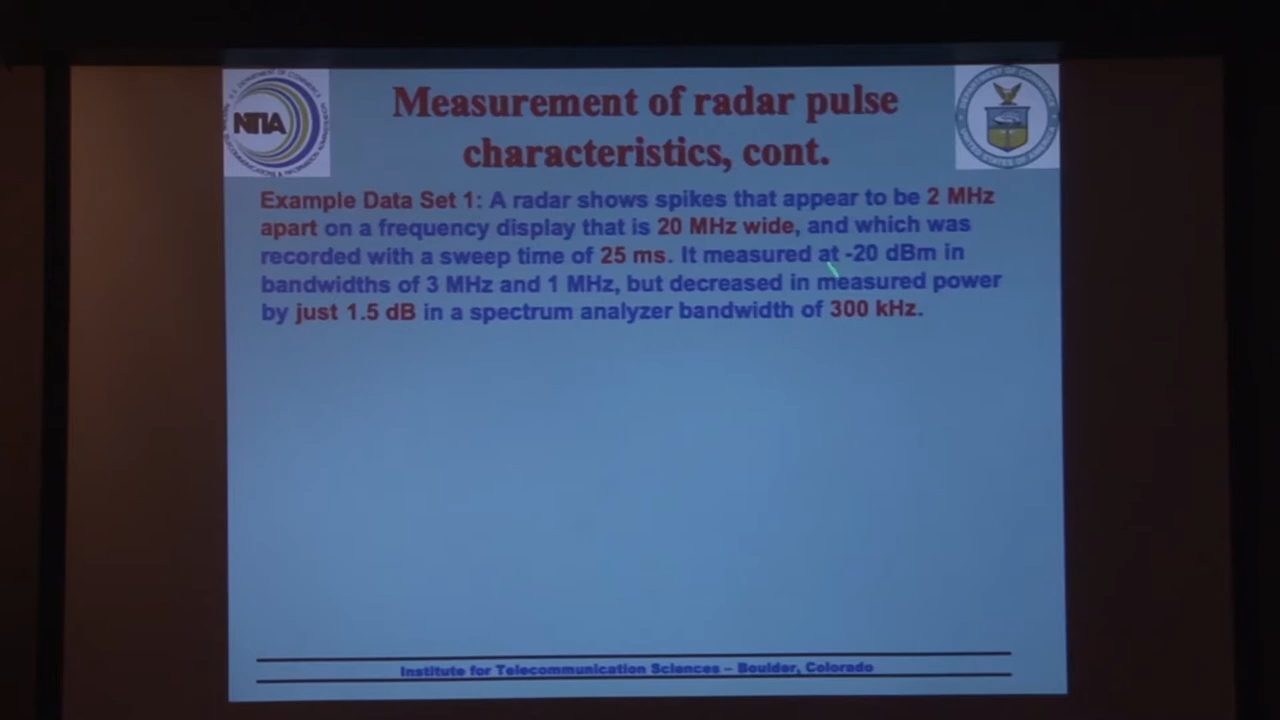 Measurement of radar pulse
characteristics, cont.
NTIA
Example Data Set 1: A radar shows spikes that appear to be 2 MHz
apart on a frequency display that is 20 MHz wide, and which was
recorded with a sweep time of 25 ms. It measured at -20 dBm in
bandwidths of 3 MHz and 1 MHz, but decreased in measured power
by just 1.5 dB in a spectrum analyzer bandwidth of 300 kHz.
Institute for Telecommunication Sciences – Boulder, Colorado